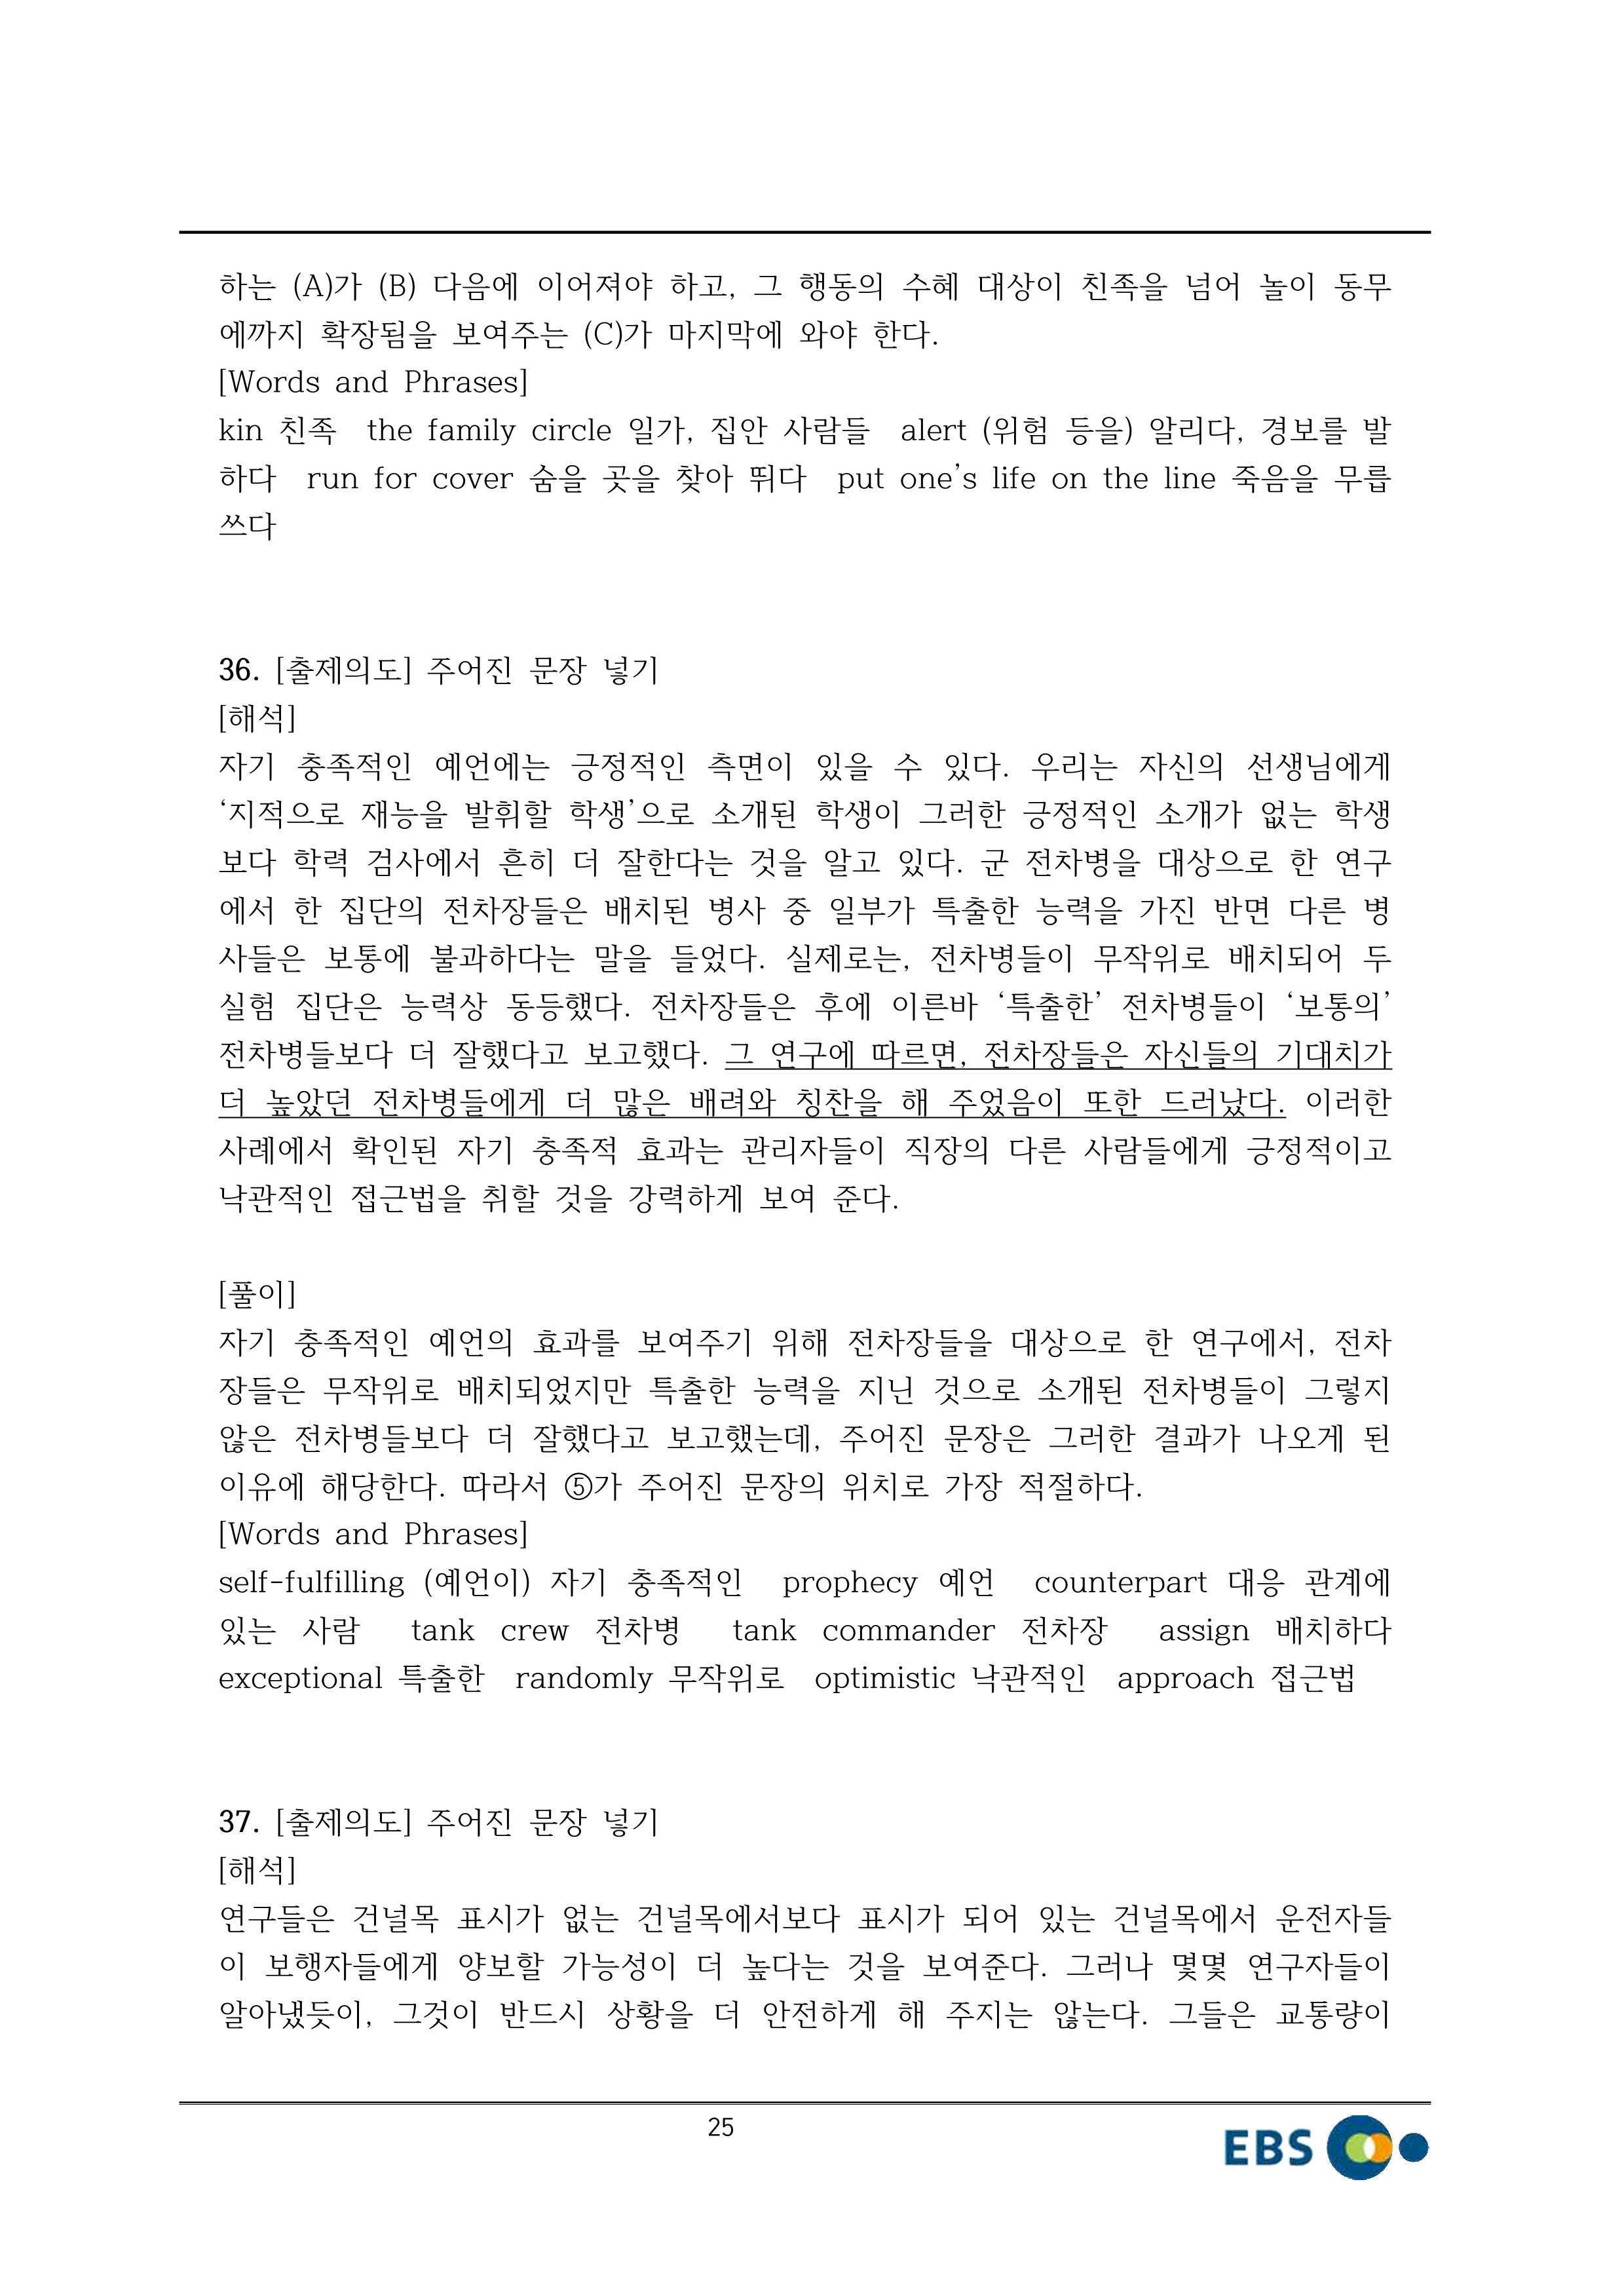 하는 (A)가 (B) 다음에 이어져야 하고, 그 행동의 수혜 대상이 친족을 넘어 놀이 동무
에까지 확장됨을 보여주는 (C)가 마지막에 와야 한다.
[Words and Phrases]
kin 친족 the family circle 일가, 집안 사람들 alert (위험 등을) 알리다, 경보를 발
하다 run for cover 숨을 곳을 찾아 뛰다 put one's life on the line 죽음을 무릅
쓰다
36. [출제의도] 주어진 문장 넣기
[해석]
자기 충족적인 예언에는 긍정적인 측면이 있을 수 있다. 우리는 자신의 선생님에게
‘지적으로 재능을 발휘할 학생’으로 소개된 학생이 그러한 긍정적인 소개가 없는 학생
보다 학력 검사에서 흔히 더 잘한다는 것을 알고 있다. 군 전차병을 대상으로 한 연구
에서 한 집단의 전차장들은 배치된 병사 중 일부가 특출한 능력을 가진 반면 다른 병
사들은 보통에 불과하다는 말을 들었다. 실제로는, 전차병들이 무작위로 배치되어 두
실험 집단은 능력상 동등했다. 전차장들은 후에 이른바 ‘특출한’ 전차병들이 ‘보통의’
전차병들보다 더 잘했다고 보고했다. 그 연구에 따르면, 전차장들은 자신들의 기대치가
더 높았던 전차병들에게 더 많은 배려와 칭찬을 해 주었음이 또한 드러났다. 이러한
사례에서 확인된 자기 충족적 효과는 관리자들이 직장의 다른 사람들에게 긍정적이고
낙관적인 접근법을 취할 것을 강력하게 보여 준다.
[풀이]
자기 충족적인 예언의 효과를 보여주기 위해 전차장들을 대상으로 한 연구에서, 전차
장들은 무작위로 배치되었지만 특출한 능력을 지닌 것으로 소개된 전차병들이 그렇지
않은 전차병들보다 더 잘했다고 보고했는데, 주어진 문장은 그러한 결과가 나오게 된
이유에 해당한다. 따라서 ⑤가 주어진 문장의 위치로 가장 적절하다.
[Words and Phrases]
self-fulfilling (예언이) 자기 충족적인 prophecy 예언 counterpart 대응 관계에
있는 사람 tank crew 전차병 tank commander 전차장 assign 배치하다
exceptional 특출한 randomly 무작위로 optimistic 낙관적인 approach 접근법
37. [출제의도] 주어진 문장 넣기
[해석]
연구들은 건널목 표시가 없는 건널목에서보다 표시가 되어 있는 건널목에서 운전자들
이 보행자들에게 양보할 가능성이 더 높다는 것을 보여준다. 그러나 몇몇 연구자들이
알아냈듯이, 그것이 반드시 상황을 더 안전하게 해 주지는 않는다. 그들은 교통량이
25
EBS